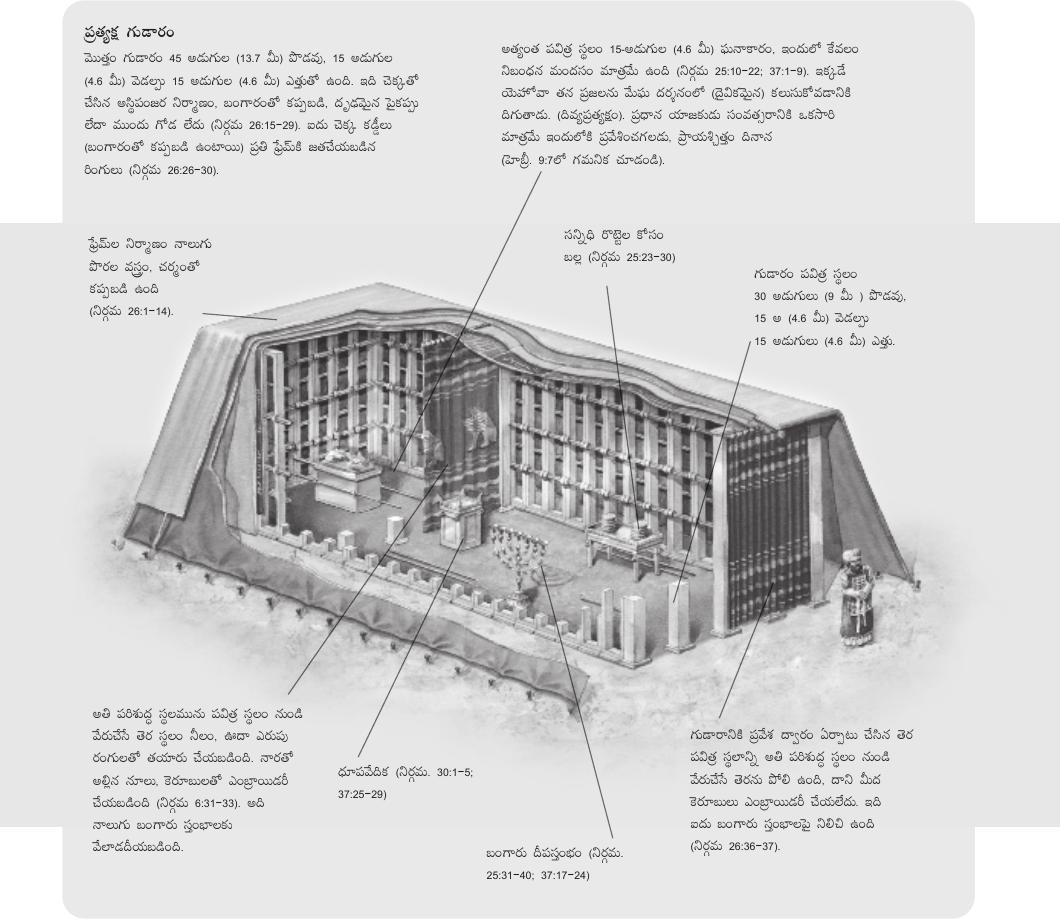 ప్రత్యక్ష గుడారం
మొత్తం గుడారం 45 అడుగుల (13.7 మీ) పొడవు, 15 అడుగుల
(4.6 మీ) వెడల్పు 15 అడుగుల (4.6 మీ) ఎత్తుతో ఉంది. ఇది చెక్కతో
చేసిన అస్థిపంజర నిర్మాణం, బంగారంతో కప్పబడి, దృఢమైన పైకప్పు
లేదా ముందు గోడ లేదు (నిర్గమ 26:15–29). ఐదు చెక్క కడ్డీలు
(బంగారంతో కప్పబడి ఉంటాయి) ప్రతి ఫ్రేమ్‌కి జతచేయబడిన
రింగులు (నిర్గమ 26:26–30).
అత్యంత పవిత్ర స్థలం 15-అడుగుల (4.6 మీ) ఘనాకారం, ఇందులో కేవలం
నిబంధన మందసం మాత్రమే ఉంది (నిర్గమ 25:10–22; 37:1–9). ఇక్కడే
యెహోవా తన ప్రజలను మేఘ దర్శనంలో (దైవికమైన) కలుసుకోవడానికి
దిగుతాడు. (దివ్యప్రత్యక్షం). ప్రధాన యాజకుడు సంవత్సరానికి ఒకసారి
మాత్రమే ఇందులోకి ప్రవేశించగలడు, ప్రాయశ్చిత్తం దినాన
(హెబ్రీ. 9:7లో గమనిక చూడండి).
ఫ్రేమ్‌ల నిర్మాణం నాలుగు
పొరల వస్త్రం, చర్మంతో
కప్పబడి ఉంది
(నిర్గమ 26:1–14).
సన్నిధి రొట్టెల కోసం
బల్ల (నిర్గమ 25:23–30)
గుడారం పవిత్ర స్థలం
30 అడుగులు (9 మీ ) పొడవు,
15 అ (4.6 మీ) వెడల్పు
15 అడుగులు (4.6 మీ) ఎత్తు.
అతి పరిశుద్ధ స్థలమును పవిత్ర స్థలం నుండి
వేరుచేసే తెర స్థలం నీలం, ఊదా ఎరుపు
రంగులతో తయారు చేయబడింది. నారతో
అల్లిన నూలు, కెరూబులతో ఎంబ్రాయిడరీ
చేయబడింది (నిర్గమ 6:31–33). అది
నాలుగు బంగారు స్తంభాలకు
వేలాడదీయబడింది.
ధూపవేదిక (నిర్గమ. 30:1–5;
37:25–29)
బంగారు దీపస్తంభం (నిర్గమ.
25:31–40; 37:17–24)
గుడారానికి ప్రవేశ ద్వారం ఏర్పాటు చేసిన తెర
పవిత్ర స్థలాన్ని అతి పరిశుద్ధ స్థలం నుండి
వేరుచేసే తెరను పోలి ఉంది, దాని మీద
కెరూబులు ఎంబ్రాయిడరీ చేయలేదు. ఇది
ఐదు బంగారు స్తంభాలపై నిలిచి ఉంది
(నిర్గమ 26:36–37).